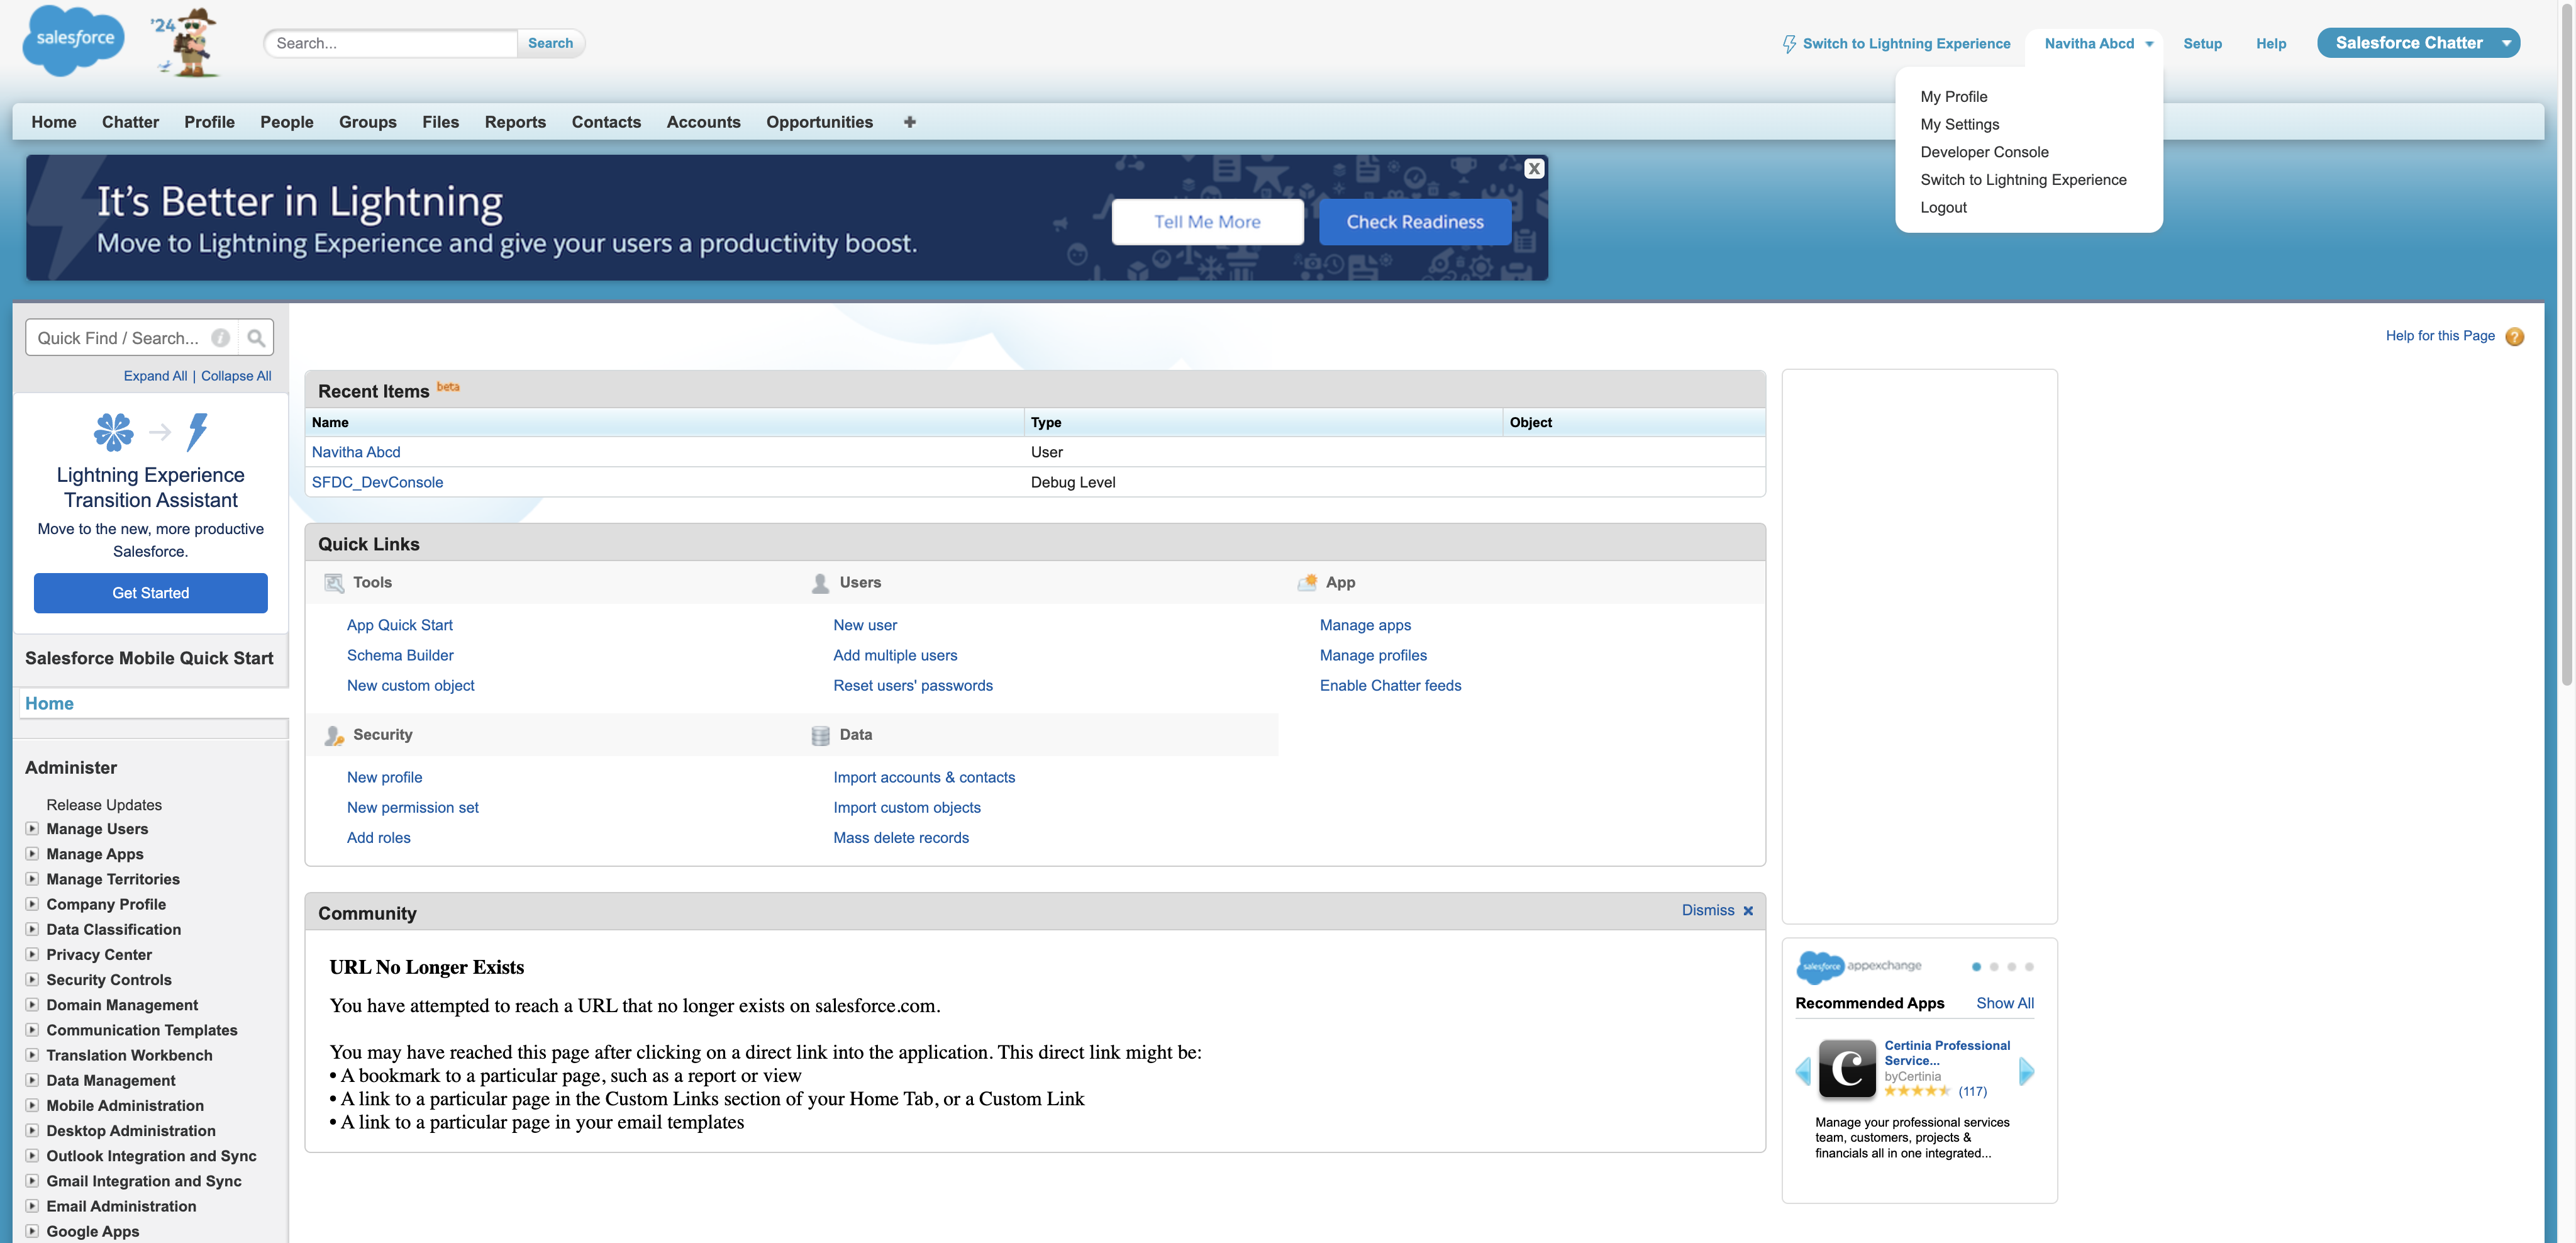 salesforce
'24
Search...
Search
Switch to Lightning Experience
Navitha Abcd
Setup
Help
Salesforce Chatter
My Profile
My Settings
Developer Console
Switch to Lightning Experience
Logout
Home Chatter Profile People Groups Files Reports Contacts Accounts Opportunities +
It's Better in Lightning
Move to Lightning Experience and give your users a productivity boost.
Tell Me More
Check Readiness
X
Quick Find / Search...
Expand All | Collapse All
Lightning Experience
Transition Assistant
Move to the new, more productive
Salesforce.
Get Started
Salesforce Mobile Quick Start
Home
Administer
Release Updates
Manage Users
Manage Apps
Manage Territories
Company Profile
Data Classification
Privacy Center
Security Controls
Domain Management
Communication Templates
Translation Workbench
Data Management
Mobile Administration
Desktop Administration
Outlook Integration and Sync
Gmail Integration and Sync
Email Administration
Google Apps
Help for this Page ?
Recent Items beta
Name Type Object
Navitha Abcd User
SFDC_DevConsole Debug Level
Quick Links
Tools Users App
App Quick Start New user Manage apps
Schema Builder Add multiple users Manage profiles
New custom object Reset users' passwords Enable Chatter feeds
Security Data
New profile Import accounts & contacts
New permission set Import custom objects
Add roles Mass delete records
Community
Dismiss
URL No Longer Exists
You have attempted to reach a URL that no longer exists on salesforce.com.
You may have reached this page after clicking on a direct link into the application. This direct link might be:
• A bookmark to a particular page, such as a report or view
• A link to a particular page in the Custom Links section of your Home Tab, or a Custom Link
• A link to a particular page in your email templates
salesforce appexchange
Recommended Apps Show All
C
Certinia Professional
Service...
byCertinia
(117)
Manage your professional services
team, customers, projects &
financials all in one integrated...